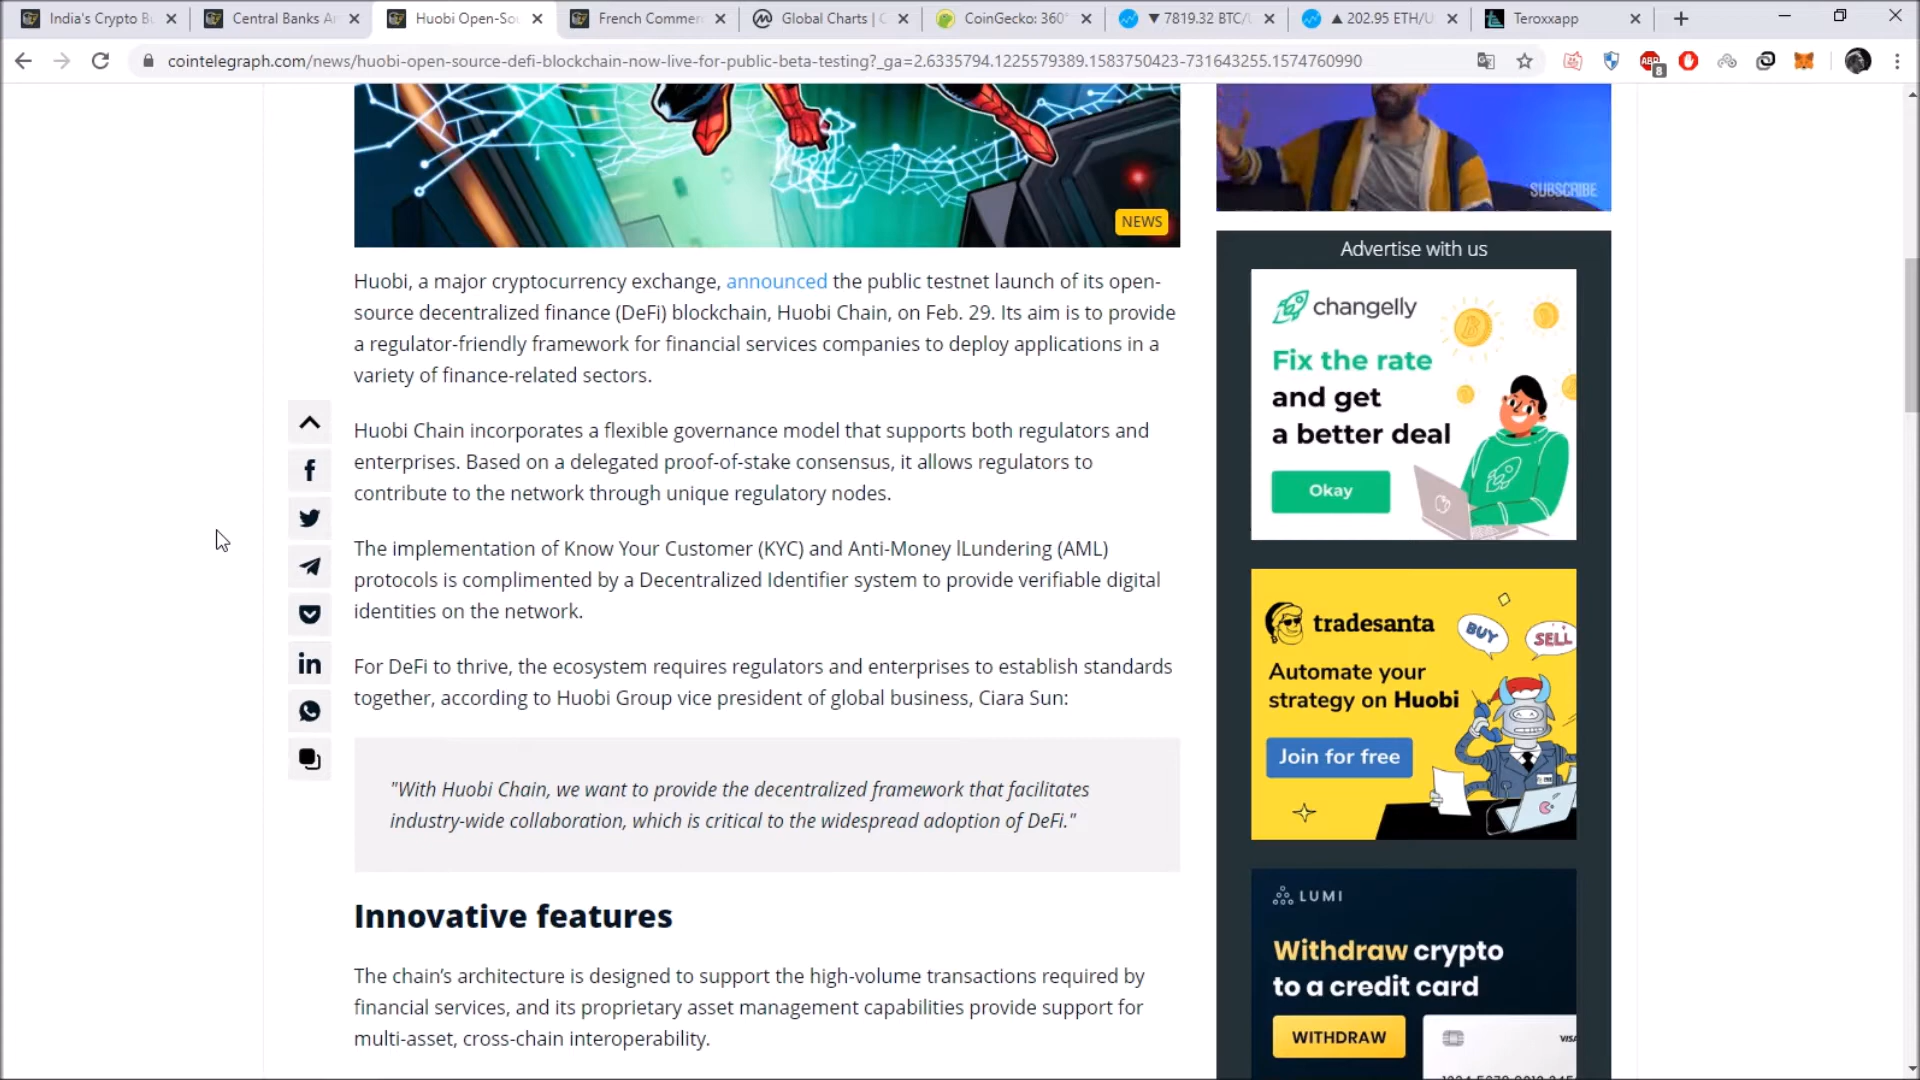 India's Crypto B
Central Banks Ar
Huobi Open-Sou
French Commer
Global Charts | C
CoinGecko: 360°
▼ 7819.32 BTC/U
▲ 202.95 ETH/U
Teroxxapp
cointelegraph.com/news/huobi-open-source-defi-blockchain-now-live-for-public-beta-testing?_ga=2.6335794.1225579389.1583750423-731643255.1574760990
ABP
8
NEWS
SUBSCRIBE
Huobi, a major cryptocurrency exchange, announced the public testnet launch of its open-
source decentralized finance (DeFi) blockchain, Huobi Chain, on Feb. 29. Its aim is to provide
a regulator-friendly framework for financial services companies to deploy applications in a
variety of finance-related sectors.
Huobi Chain incorporates a flexible governance model that supports both regulators and
enterprises. Based on a delegated proof-of-stake consensus, it allows regulators to
contribute to the network through unique regulatory nodes.
The implementation of Know Your Customer (KYC) and Anti-Money lLundering (AML)
protocols is complimented by a Decentralized Identifier system to provide verifiable digital
identities on the network.
For DeFi to thrive, the ecosystem requires regulators and enterprises to establish standards
together, according to Huobi Group vice president of global business, Ciara Sun:
"With Huobi Chain, we want to provide the decentralized framework that facilitates
industry-wide collaboration, which is critical to the widespread adoption of DeFi."
Innovative features
The chain's architecture is designed to support the high-volume transactions required by
financial services, and its proprietary asset management capabilities provide support for
multi-asset, cross-chain interoperability.
Advertise with us
changelly
Fix the rate
and get
a better deal
Okay
tradesanta
BUY
SELL
Automate your
strategy on Huobi
Join for free
LUMI
Withdraw crypto
to a credit card
WITHDRAW
VISA